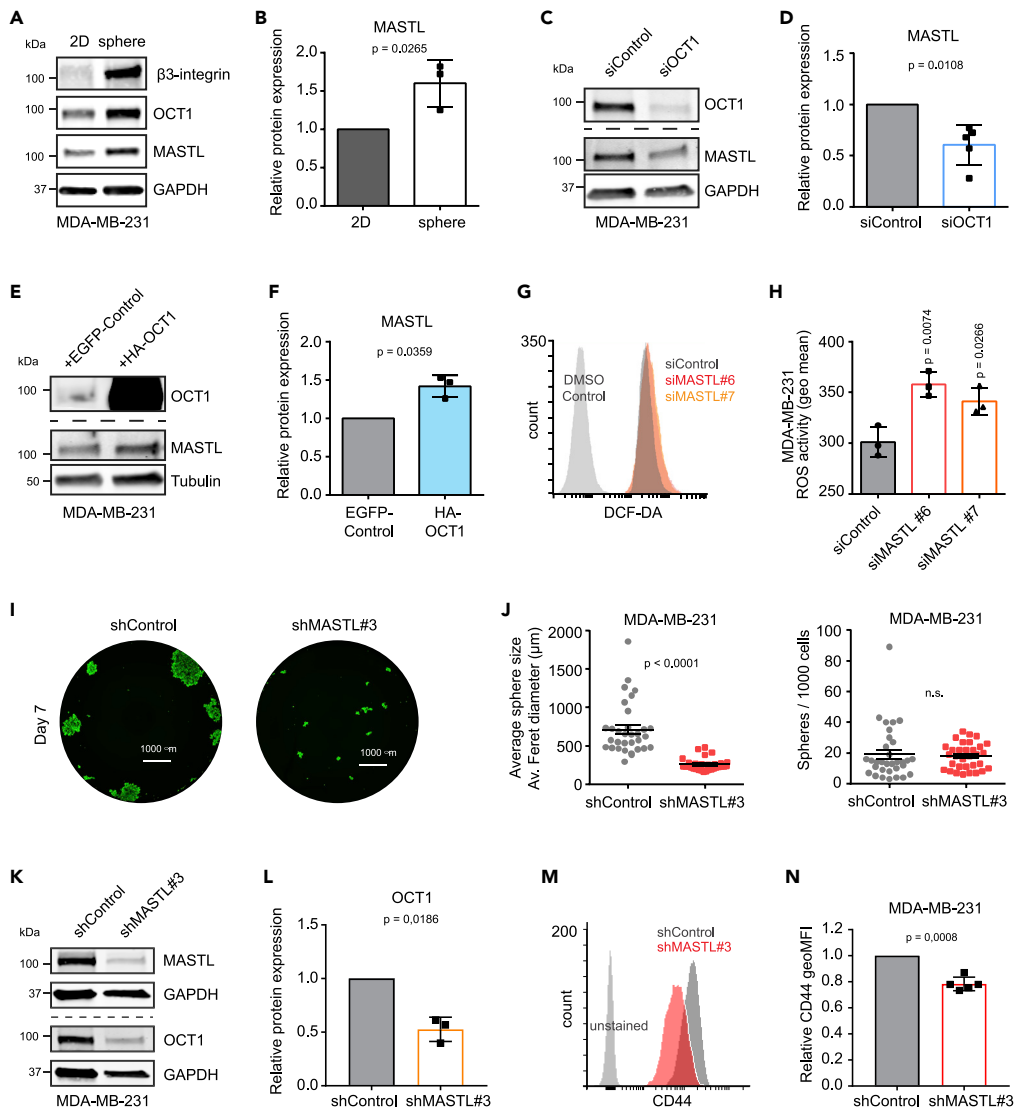 A
kDa
2D sphere
100
β3-integrin
OCT1
100
MASTL
37
GAPDH
MDA-MB-231
B
MASTL
p = 0.0265
Relative protein expression
2.0
1.5
1.0
0.5
0
2D
sphere
C
kDa
siControl
siOCT1
100
OCT1
100
MASTL
37
GAPDH
MDA-MB-231
D
MASTL
p = 0.0108
Relative protein expression
1.5
1.0
0.5
0
siControl
siOCT1
E
kDa
+EGFP-Control
+HA-OCT1
100
OCT1
100
MASTL
50
Tubulin
MDA-MB-231
F
MASTL
p = 0.0359
Relative protein expression
2.0
1.5
1.0
0.5
0.0
EGFP-
Control
HA-
OCT1
G
350
count
DMSO
Control
siControl
siMASTL#6
siMASTL#7
DCF-DA
H
MDA-MB-231
ROS activity (geo mean)
400
350
300
250
p = 0.0074
p = 0.0266
siControl
siMASTL #6
siMASTL #7
I
shControl
shMASTL#3
Day 7
1000 ㎝
1000 ㎝
J
MDA-MB-231
p < 0,0001
Average sphere size
Av. Feret diameter (µm)
2000
1500
1000
500
0
shControl
shMASTL#3
MDA-MB-231
n.s.
Spheres / 1000 cells
100
80
60
40
20
0
shControl
shMASTL#3
K
kDa
shControl
shMASTL#3
100
MASTL
37
GAPDH
100
OCT1
37
GAPDH
MDA-MB-231
L
OCT1
p = 0,0186
Relative protein expression
1.5
1.0
0.5
0.0
shControl
shMASTL#3
M
200
count
unstained
shControl
shMASTL#3
CD44
N
MDA-MB-231
p = 0,0008
Relative CD44 geoMFI
1.2
1.0
0.8
0.6
0.4
0.2
0.0
shControl
shMASTL#3